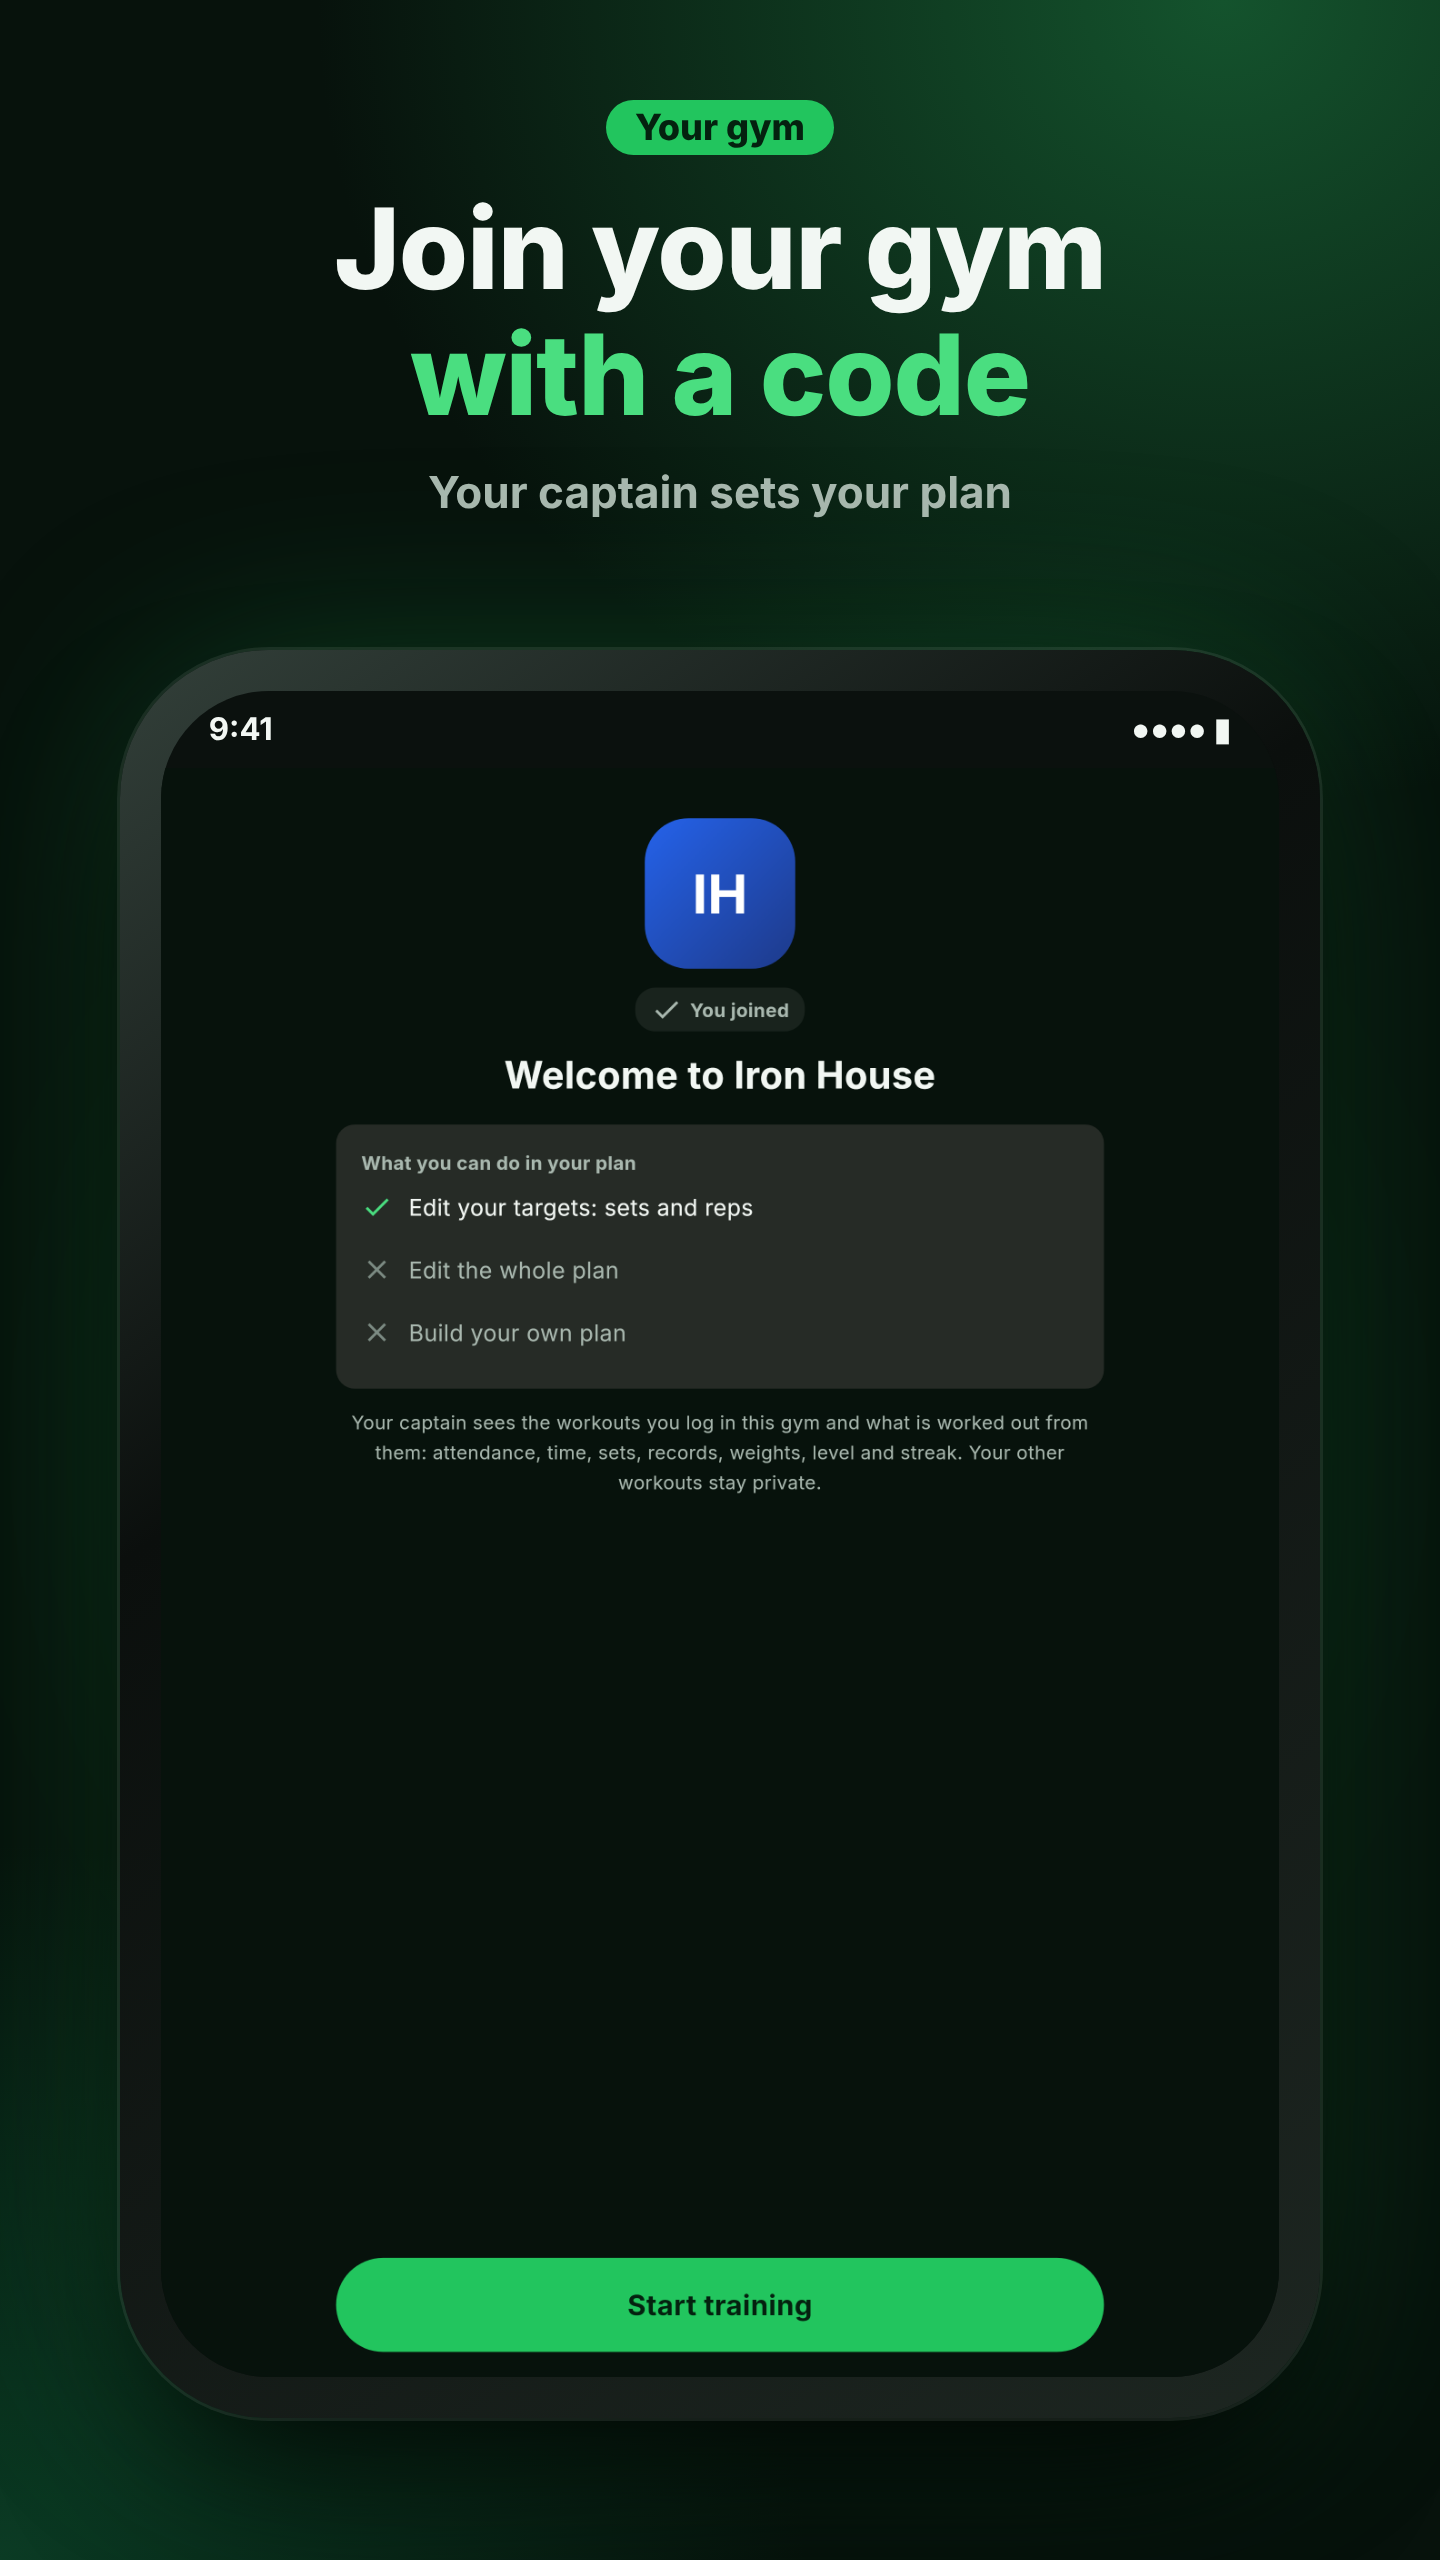 Your gym
Join your gym
with a code
Your captain sets your plan
9:41
IH
You joined
Welcome to Iron House
What you can do in your plan
Edit your targets: sets and reps
Edit the whole plan
Build your own plan
Your captain sees the workouts you log in this gym and what is worked out from
them: attendance, time, sets, records, weights, level and streak. Your other
workouts stay private.
Start training